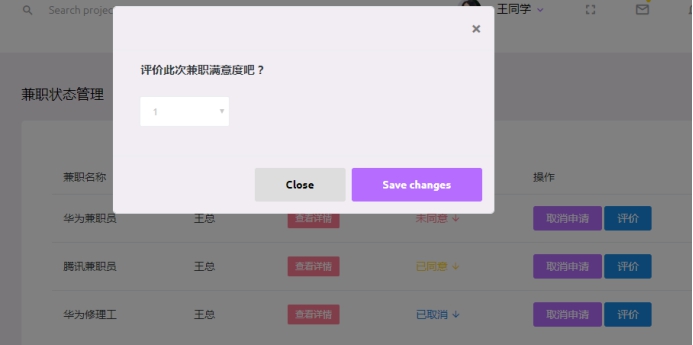 Search projec
王同学
评价此次兼职满意度吧？
1
兼职状态管理
Close
Save changes
兼职名称
操作
华为兼职员 王总 查看详情 未同意 取消申请 评价
腾讯兼职员 王总 查看详情 已同意 取消申请 评价
华为修理工 王总 查看详情 已取消 取消申请 评价